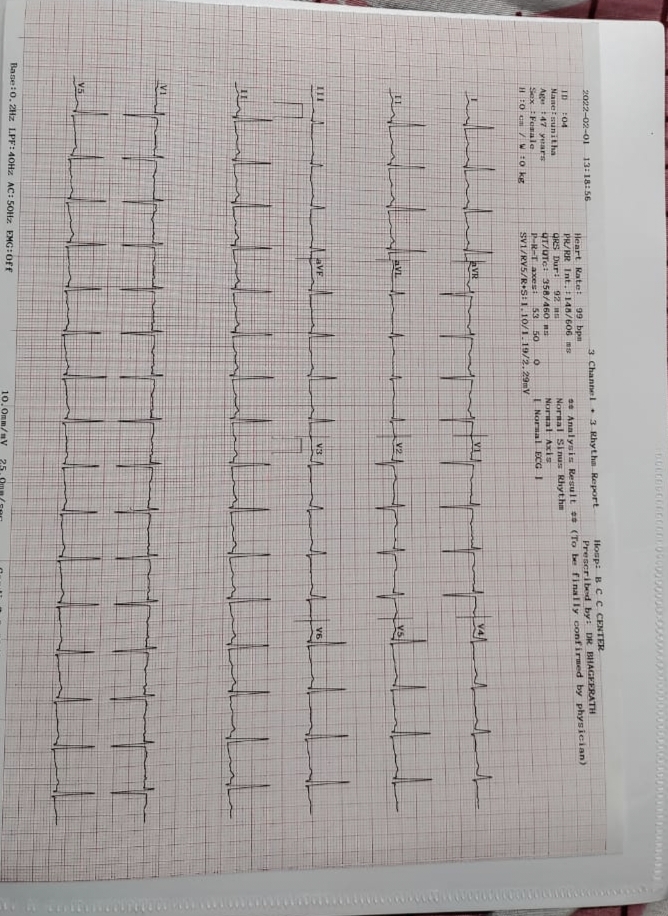 3 Channel + 3 Rhythm Report
Hosp: B C C CENTER
Prescribed by: DR BHAGEERATH
2022-02-01 13:18:56
ID :04
Name:sunitha
Age :47 years
Sex :Female
H :0 cm / W :0 kg
Heart Rate: 99 bpm
PR/RR Int.:148/606 ms
QRS Dur: 92 ms
QT/QTc: 358/460 ms
P-R-T axes: 53 50 0
SV1/RV5/R+S:1.10/1.19/2.29mV
** Analysis Result ** (To be finally confirmed by physician)
Normal Sinus Rhythm
Normal Axis
[ Normal ECG ]
I aVR V1 V4
II aVL V2 V5
III aVF V3 V6
II
V1
V5
Base:0.2Hz LPF:40Hz AC:50Hz EMG:Off 10.0mm/mV 25.0mm/sec